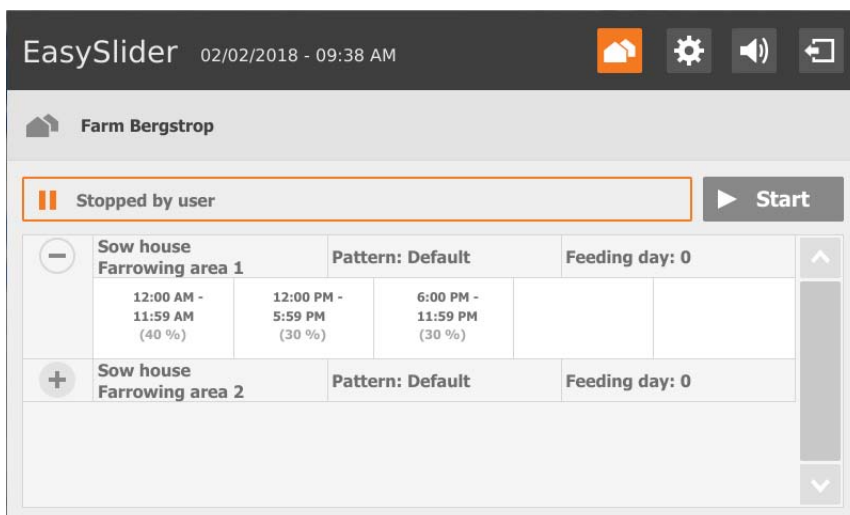 EasySlider 02/02/2018 - 09:38 AM
Farm Bergstrop
Stopped by user
Start
Sow house
Farrowing area 1
Pattern: Default
Feeding day: 0
12:00 AM -
11:59 AM
(40 %)
12:00 PM -
5:59 PM
(30 %)
6:00 PM -
11:59 PM
(30 %)
Sow house
Farrowing area 2
Pattern: Default
Feeding day: 0